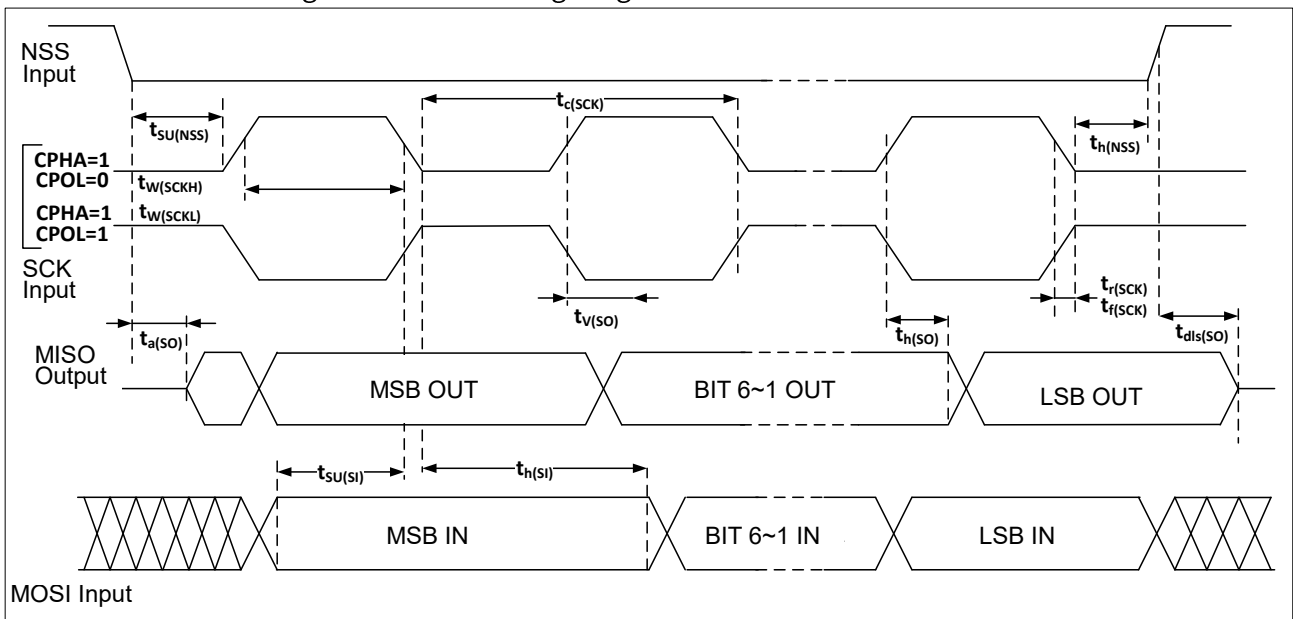 NSS
Input
tc(SCK)
tSU(NSS)
th(NSS)
CPHA=1
CPOL=0
tW(SCKH)
CPHA=1
CPOL=1
tW(SCKL)
SCK
Input
tr(SCK)
tf(SCK)
tV(SO)
ta(SO)
th(SO)
tdls(SO)
MISO
Output
MSB OUT
BIT 6~1 OUT
LSB OUT
tSU(SI)
th(SI)
MSB IN
BIT 6~1 IN
LSB IN
MOSI Input